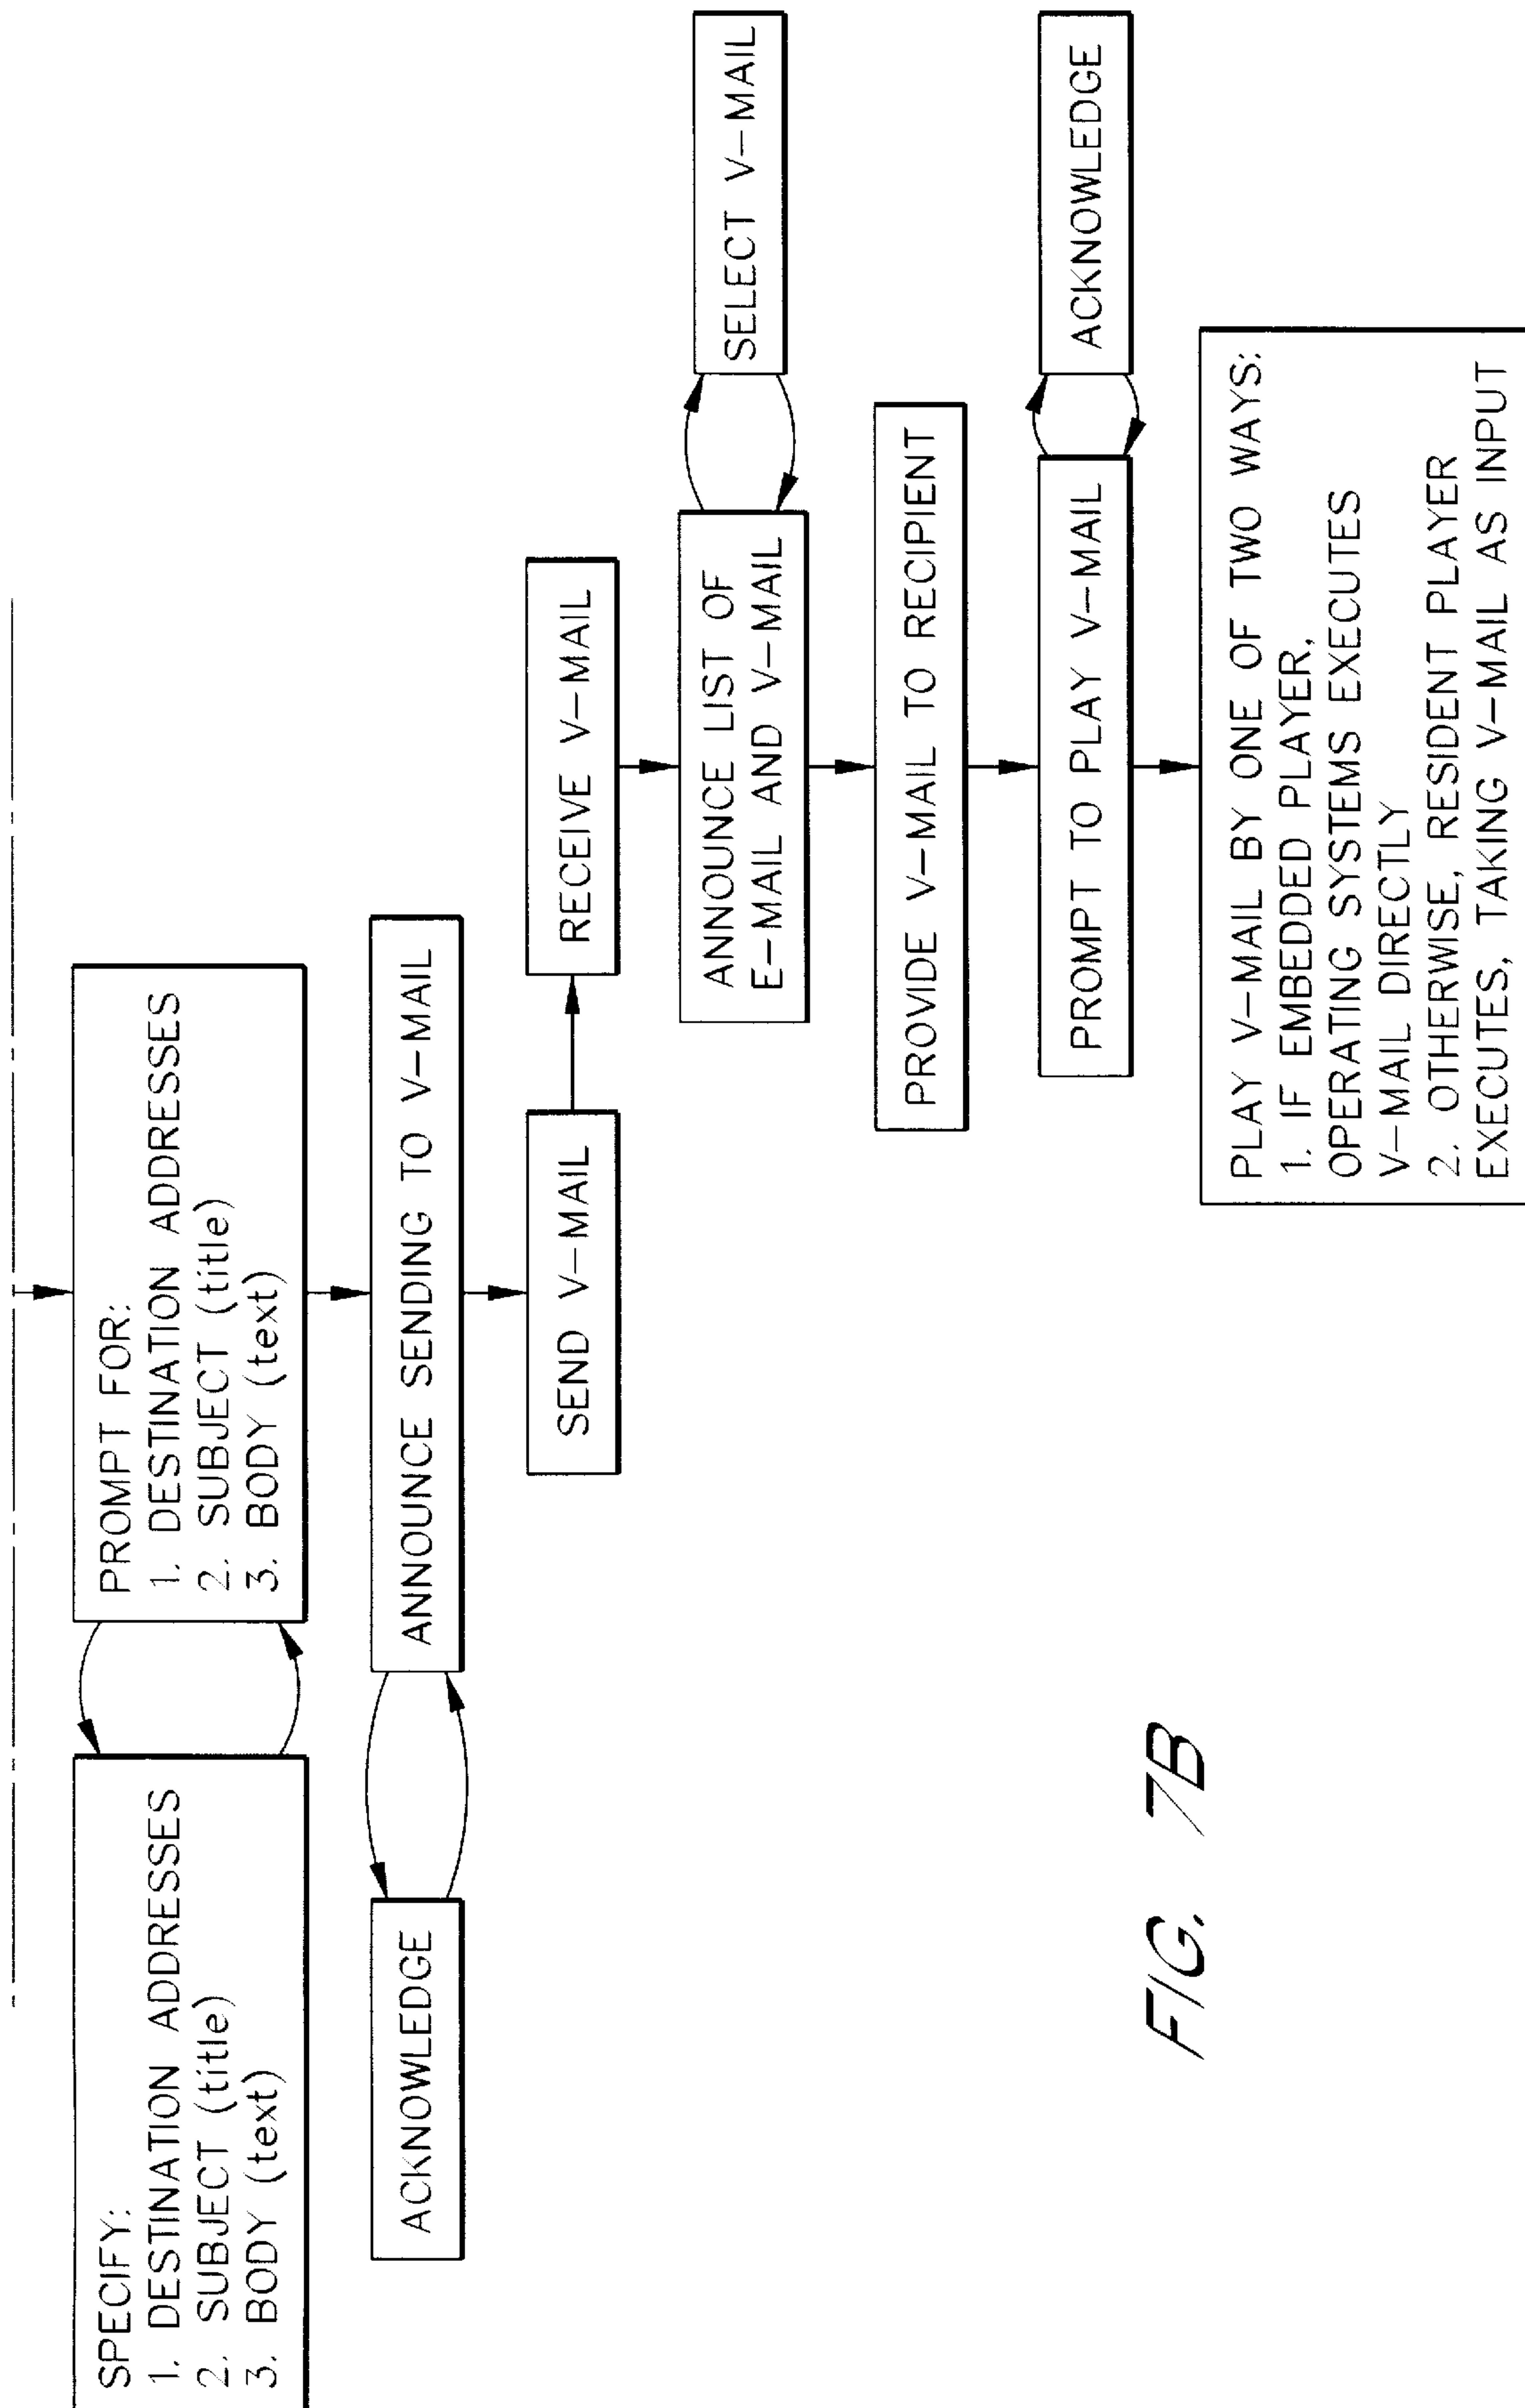 SPECIFY:
1. DESTINATION ADDRESSES
2. SUBJECT (title)
3. BODY (text)
PROMPT FOR:
1. DESTINATION ADDRESSES
2. SUBJECT (title)
3. BODY (text)
ACKNOWLEDGE
ANNOUNCE SENDING TO V-MAIL
SEND V-MAIL
RECEIVE V-MAIL
ANNOUNCE LIST OF
E-MAIL AND V-MAIL
SELECT V-MAIL
PROVIDE V-MAIL TO RECIPIENT
PROMPT TO PLAY V-MAIL
ACKNOWLEDGE
PLAY V-MAIL BY ONE OF TWO WAYS:
1. IF EMBEDDED PLAYER,
OPERATING SYSTEMS EXECUTES
V-MAIL DIRECTLY
2. OTHERWISE, RESIDENT PLAYER
EXECUTES, TAKING V-MAIL AS INPUT
FIG. 7B